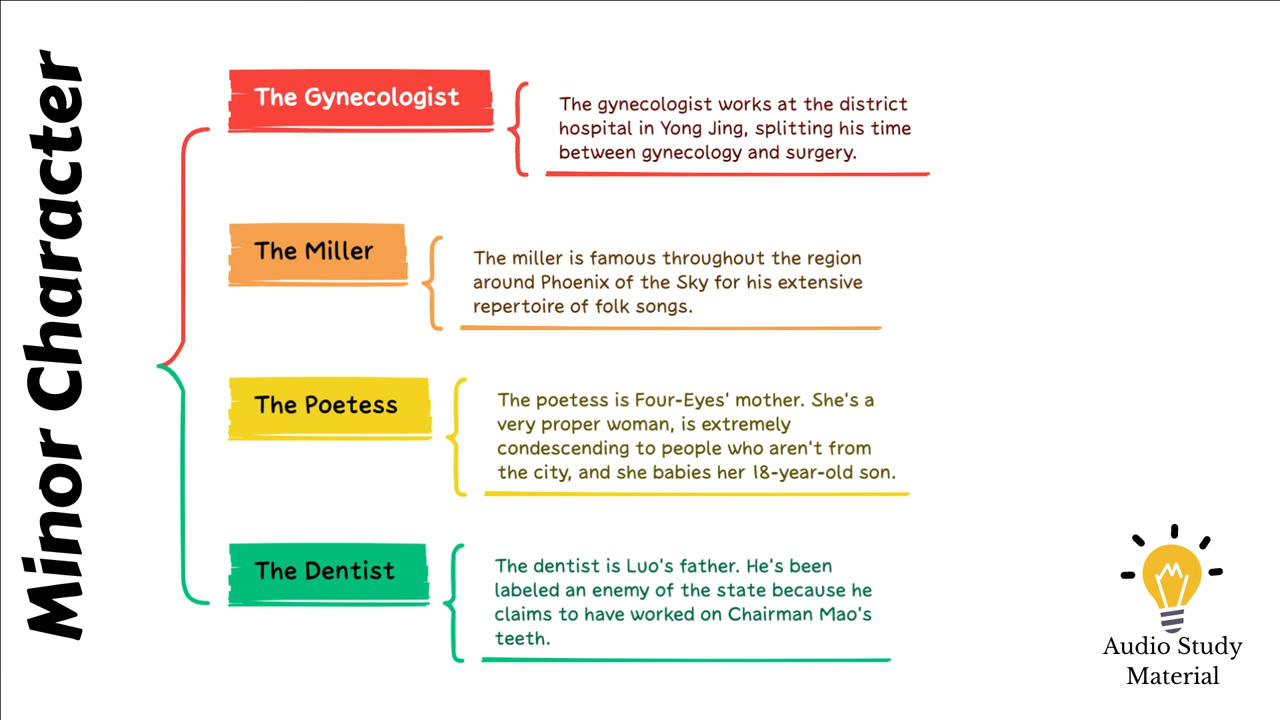 Minor Character
The Gynecologist
The gynecologist works at the district
hospital in Yong Jing, splitting his time
between gynecology and surgery.
The Miller
The miller is famous throughout the region
around Phoenix of the Sky for his extensive
repertoire of folk songs.
The Poetess
The poetess is Four-Eyes' mother. She's a
very proper woman, is extremely
condescending to people who aren't from
the city, and she babies her 18-year-old son.
The Dentist
The dentist is Luo's father. He's been
labeled an enemy of the state because he
claims to have worked on Chairman Mao's
teeth.
Audio Study
Material